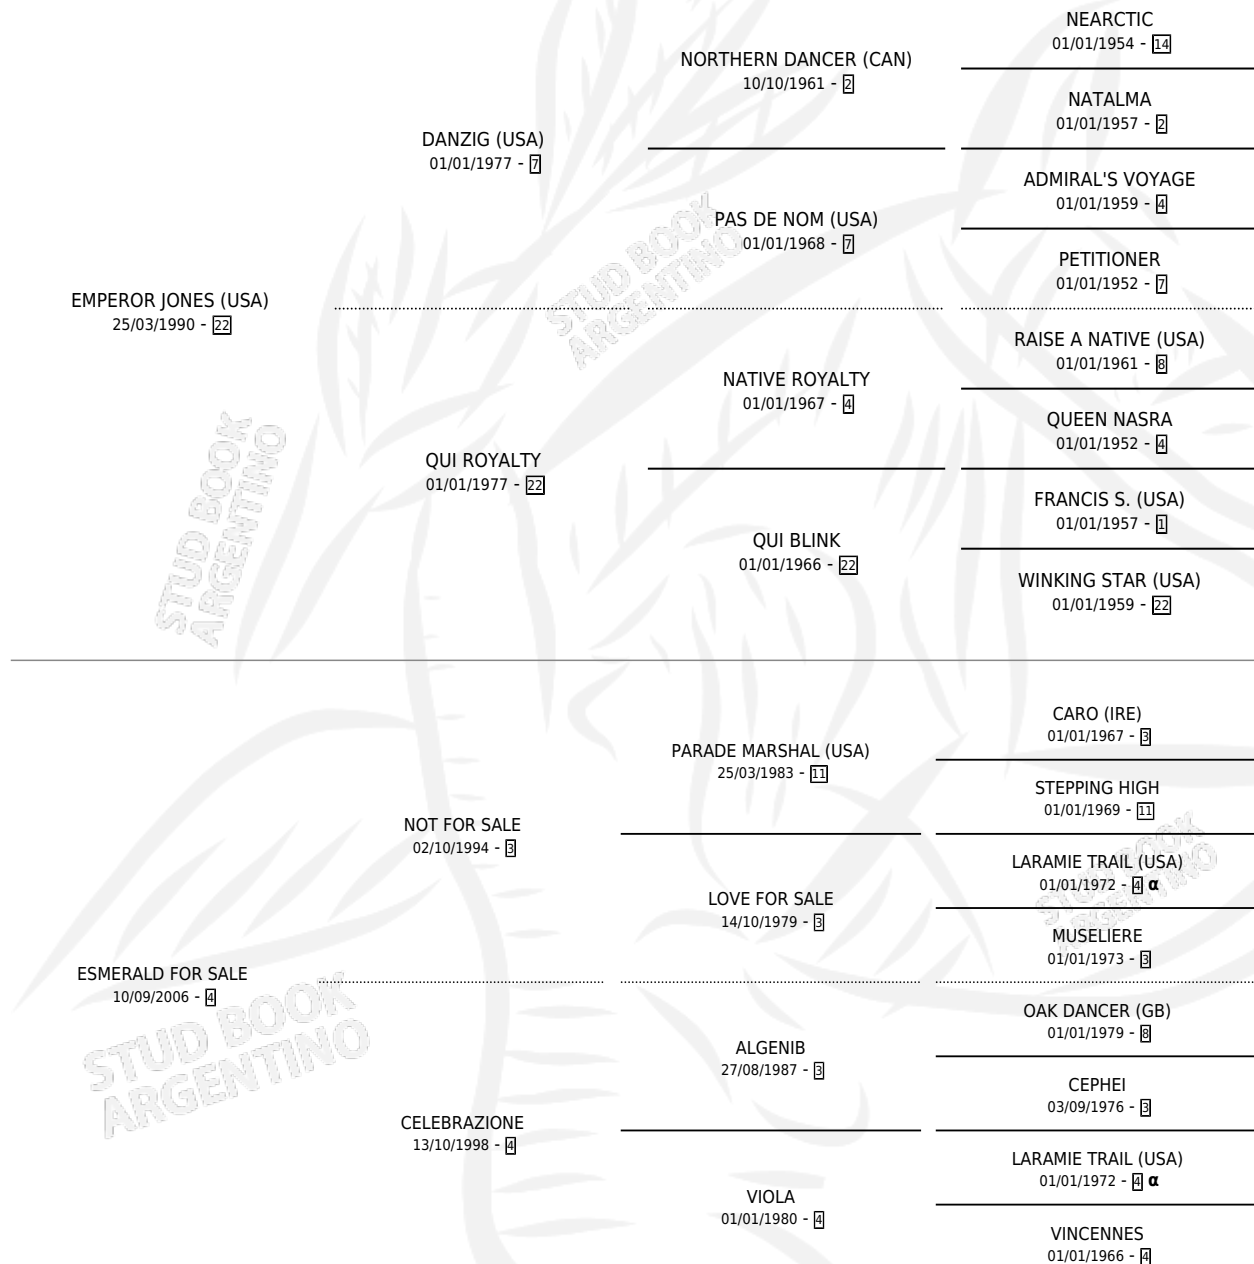 NEARCTIC
01/01/1954 - 14
NORTHERN DANCER (CAN)
10/10/1961 - 2
NATALMA
01/01/1957 - 2
DANZIG (USA)
01/01/1977 - 7
ADMIRAL'S VOYAGE
01/01/1959 - 4
PAS DE NOM (USA)
01/01/1968 - 7
PETITIONER
01/01/1952 - 7
STUD BOOK
ARGENTINO
EMPEROR JONES (USA)
25/03/1990 - 22
RAISE A NATIVE (USA)
01/01/1961 - 8
NATIVE ROYALTY
01/01/1967 - 4
QUEEN NASRA
01/01/1952 - 4
QUI ROYALTY
01/01/1977 - 22
FRANCIS S. (USA)
01/01/1957 - 1
QUI BLINK
01/01/1966 - 22
WINKING STAR (USA)
01/01/1959 - 22
STUD BOOK
ARGENTINO
CARO (IRE)
01/01/1967 - 3
PARADE MARSHAL (USA)
25/03/1983 - 11
STEPPING HIGH
01/01/1969 - 11
NOT FOR SALE
02/10/1994 - 3
LARAMIE TRAIL (USA)
01/01/1972 - 4 α
LOVE FOR SALE
14/10/1979 - 3
MUSELIERE
01/01/1973 - 3
STUD BOOK
ARGENTINO
ESMERALD FOR SALE
10/09/2006 - 4
OAK DANCER (GB)
01/01/1979 - 8
ALGENIB
27/08/1987 - 3
CEPHEI
03/09/1976 - 3
STUD BOOK
ARGENTINO
CELEBRAZIONE
13/10/1998 - 4
LARAMIE TRAIL (USA)
01/01/1972 - 4 α
VIOLA
01/01/1980 - 4
VINCENNES
01/01/1966 - 4